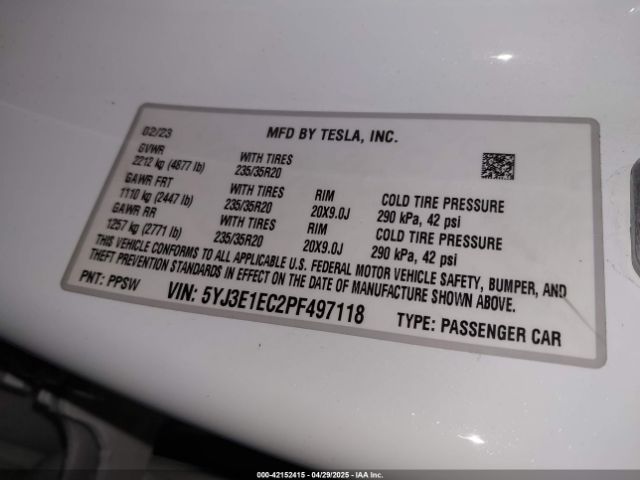 02/23 MFD BY TESLA, INC.
GVWR
2212 kg (4877 lb) WITH TIRES 235/35R20
GAWR FRT
1110 kg (2447 lb) WITH TIRES 235/35R20 RIM 20X9.0J COLD TIRE PRESSURE 290 kPa, 42 psi
GAWR RR
1257 kg (2771 lb) WITH TIRES 235/35R20 RIM 20X9.0J COLD TIRE PRESSURE 290 kPa, 42 psi
THIS VEHICLE CONFORMS TO ALL APPLICABLE U.S. FEDERAL MOTOR VEHICLE SAFETY, BUMPER, AND
THEFT PREVENTION STANDARDS IN EFFECT ON THE DATE OF MANUFACTURE SHOWN ABOVE.
PNT: PPSW VIN: 5YJ3E1EC2PF497118 TYPE: PASSENGER CAR
000-42152415 - 04/29/2025 - IAA Inc.